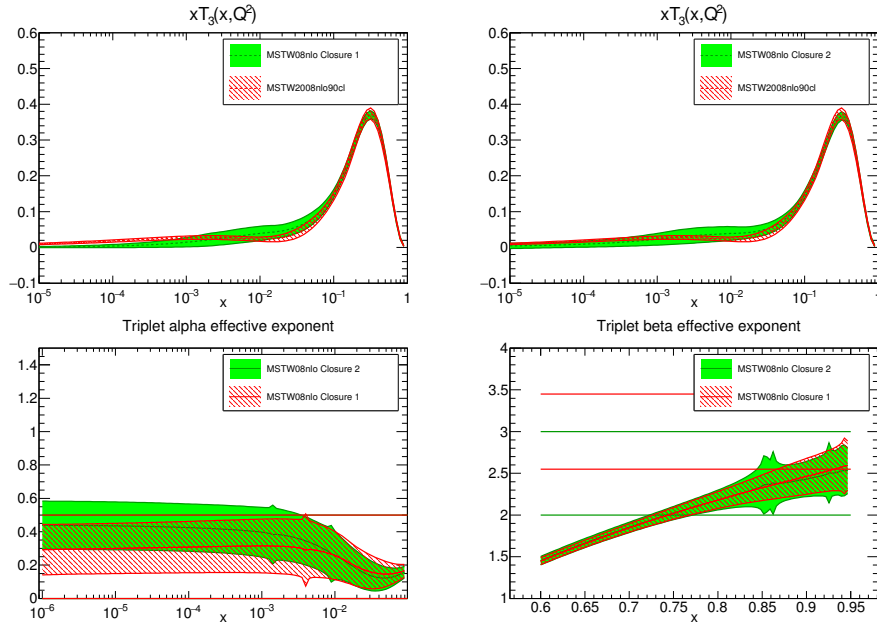 xT₃(x,Q²)
0.6
0.5
0.4
0.3
0.2
0.1
0
−0.1
10⁻⁵ 10⁻⁴ 10⁻³ 10⁻² 10⁻¹ 1
x
MSTW08nlo Closure 1
MSTW2008nlo90cl
xT₃(x,Q²)
0.6
0.5
0.4
0.3
0.2
0.1
0
−0.1
10⁻⁵ 10⁻⁴ 10⁻³ 10⁻² 10⁻¹ 1
x
MSTW08nlo Closure 2
MSTW2008nlo90cl
Triplet alpha effective exponent
1.4
1.2
1
0.8
0.6
0.4
0.2
0
10⁻⁶ 10⁻⁵ 10⁻⁴ 10⁻³ 10⁻²
x
MSTW08nlo Closure 2
MSTW08nlo Closure 1
Triplet beta effective exponent
4
3.5
3
2.5
2
1.5
1
0.6 0.65 0.7 0.75 0.8 0.85 0.9 0.95
x
MSTW08nlo Closure 2
MSTW08nlo Closure 1